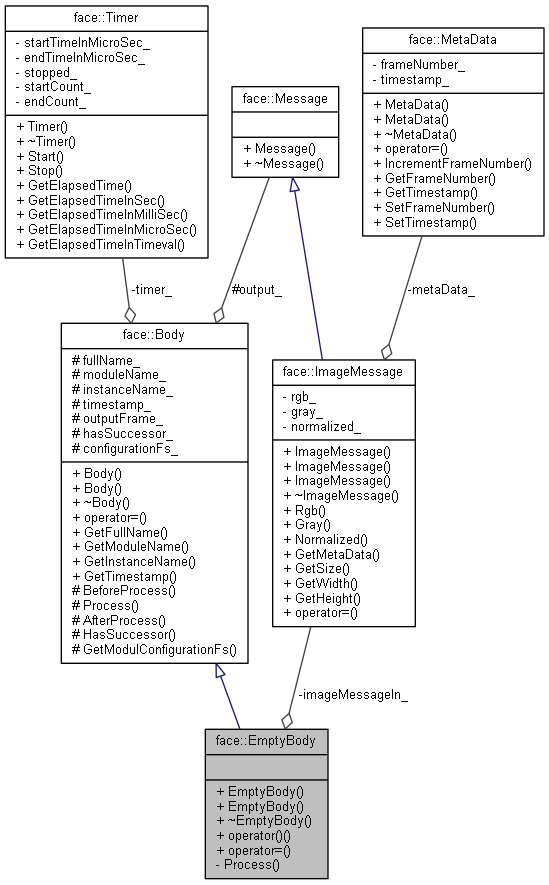 face::Timer
- startTimeInMicroSec_
- endTimeInMicroSec_
- stopped_
- startCount_
- endCount_
+ Timer()
+ ~Timer()
+ Start()
+ Stop()
+ GetElapsedTime()
+ GetElapsedTimeInSec()
+ GetElapsedTimeInMilliSec()
+ GetElapsedTimeInMicroSec()
+ GetElapsedTimeInTimeval()
face::Message
+ Message()
+ ~Message()
face::MetaData
- frameNumber_
- timestamp_
+ MetaData()
+ MetaData()
+ ~MetaData()
+ operator=()
+ IncrementFrameNumber()
+ GetFrameNumber()
+ GetTimestamp()
+ SetFrameNumber()
+ SetTimestamp()
-timer_
#output_
-metaData_
face::Body
# fullName_
# moduleName_
# instanceName_
# timestamp_
# outputFrame_
# hasSuccessor_
# configurationFs_
+ Body()
+ Body()
+ ~Body()
+ operator=()
+ GetFullName()
+ GetModuleName()
+ GetInstanceName()
+ GetTimestamp()
# BeforeProcess()
# Process()
# AfterProcess()
# HasSuccessor()
# GetModulConfigurationFs()
face::ImageMessage
- rgb_
- gray_
- normalized_
+ ImageMessage()
+ ImageMessage()
+ ImageMessage()
+ ~ImageMessage()
+ Rgb()
+ Gray()
+ Normalized()
+ GetMetaData()
+ GetSize()
+ GetWidth()
+ GetHeight()
+ operator=()
-imageMessageIn_
face::EmptyBody
+ EmptyBody()
+ EmptyBody()
+ ~EmptyBody()
+ operator()()
+ operator=()
- Process()